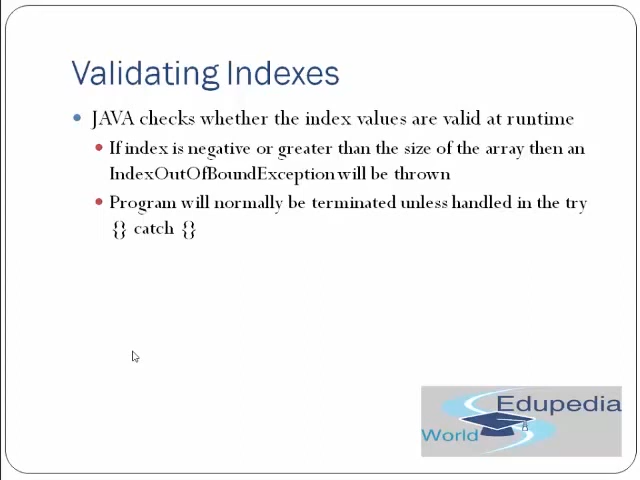 Validating Indexes
JAVA checks whether the index values are valid at runtime
If index is negative or greater than the size of the array then an
IndexOutOfBoundException will be thrown
Program will normally be terminated unless handled in the try
{} catch {}
Edupedia
World
A